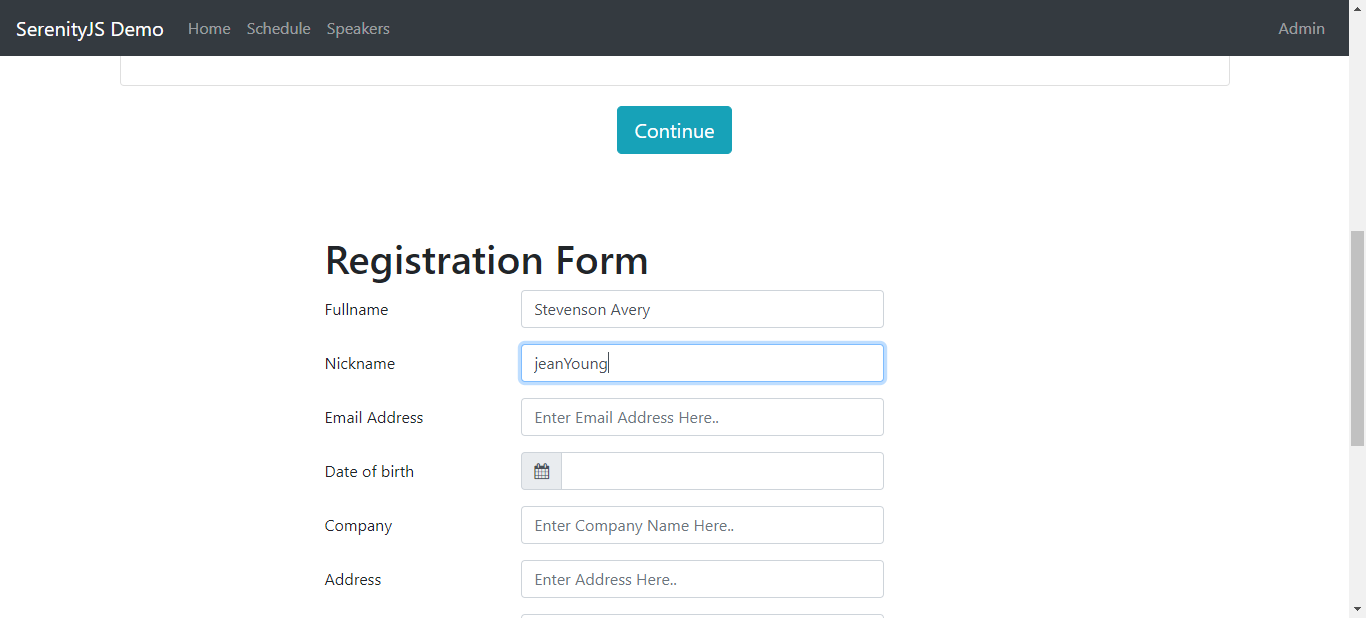 SerenityJS Demo Home Schedule Speakers Admin
Continue
Registration Form
Fullname Stevenson Avery
Nickname jeanYoung
Email Address Enter Email Address Here..
Date of birth
Company Enter Company Name Here..
Address Enter Address Here..